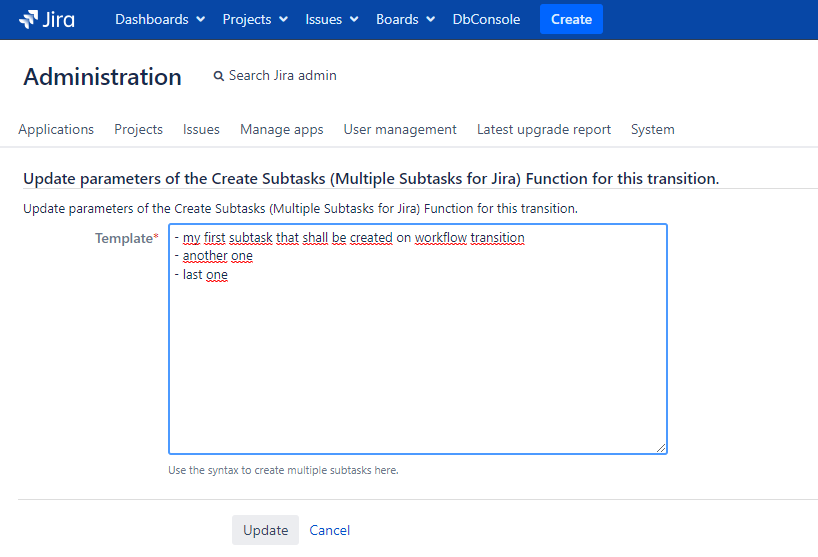 Jira Dashboards Projects Issues Boards DbConsole Create
Administration Search Jira admin
Applications Projects Issues Manage apps User management Latest upgrade report System
Update parameters of the Create Subtasks (Multiple Subtasks for Jira) Function for this transition.
Update parameters of the Create Subtasks (Multiple Subtasks for Jira) Function for this transition.
Template* - my first subtask that shall be created on workflow transition
- another one
- last one
Use the syntax to create multiple subtasks here.
Update Cancel